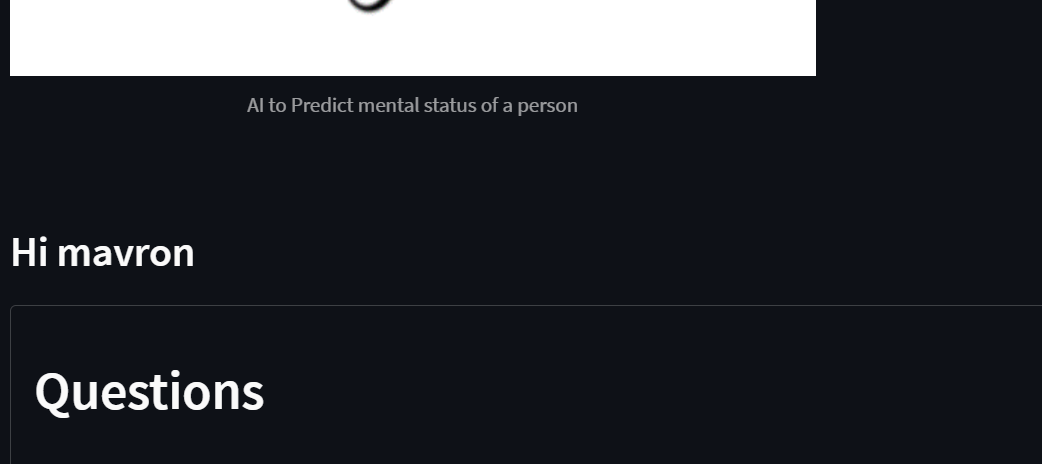 AI to Predict mental status of a person
Hi mavron
Questions